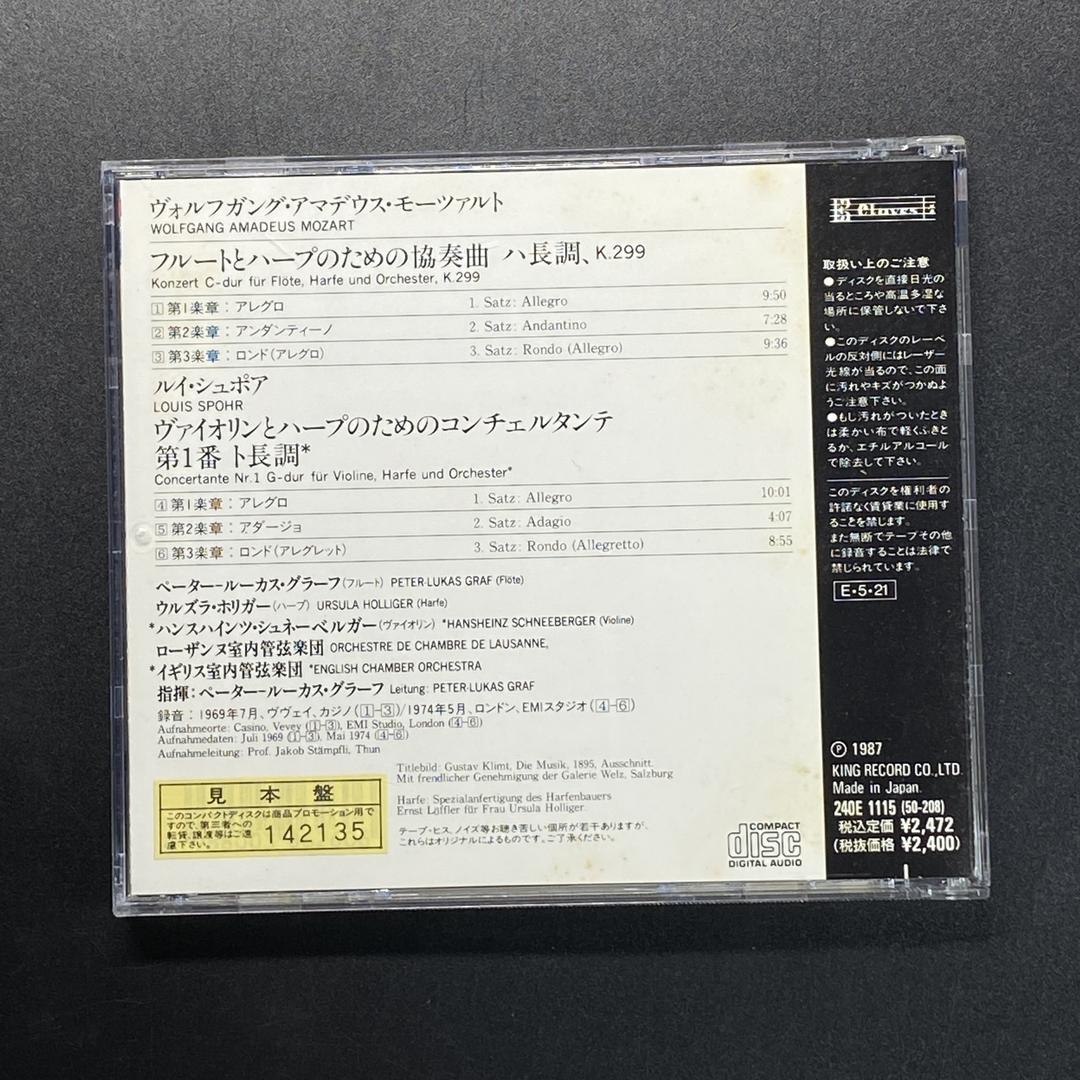 ヴォルフガング・アマデウス・モーツァルト
WOLFGANG AMADEUS MOZART
フルートとハープのための協奏曲 ハ長調、K.299
Konzert C-dur für Flöte, Harfe und Orchester, K.299
1 第1楽章：アレグロ 1. Satz: Allegro 9:50
2 第2楽章：アンダンティーノ 2. Satz: Andantino 7:28
3 第3楽章：ロンド（アレグロ） 3. Satz: Rondo (Allegro) 9:36
ルイ・シュポア
LOUIS SPOHR
ヴァイオリンとハープのためのコンチェルタンテ
第1番 ト長調*
Concertante Nr.1 G-dur für Violine, Harfe und Orchester*
4 第1楽章：アレグロ 1. Satz: Allegro 10:01
5 第2楽章：アダージョ 2. Satz: Adagio 4:07
6 第3楽章：ロンド（アレグレット） 3. Satz: Rondo (Allegretto) 8:55
ペーター=ルーカス・グラーフ（フルート） PETER-LUKAS GRAF (Flöte)
ウルズラ・ホリガー（ハープ） URSULA HOLLIGER (Harfe)
*ハンスハインツ・シュネーベルガー（ヴァイオリン） *HANSHEINZ SCHNEEBERGER (Violine)
ローザンヌ室内管弦楽団 ORCHESTRE DE CHAMBRE DE LAUSANNE,
*イギリス室内管弦楽団 *ENGLISH CHAMBER ORCHESTRA
指揮：ペーター=ルーカス・グラーフ Leitung: PETER-LUKAS GRAF
録音：1969年7月、ヴヴェイ、カジノ（1-3）/1974年5月、ロンドン、EMIスタジオ（4-6）
Aufnahmeorte: Casino, Vevey (1-3), EMI Studio, London (4-6)
Aufnahmedaten: Juli 1969 (1-3), Mai 1974 (4-6)
Aufnahmeleitung: Prof. Jakob Stämpfli, Thun
Titlebild: Gustav Klimt, Die Musik, 1895, Ausschnitt.
Mit frendlicher Genehmigung der Galerie Welz, Salzburg
Harfe: Spezialanfertigung des Harfenbauers
Ernst Löffler für Frau Ursula Holliger.
テープ・ヒス、ノイズ等お聴き苦しい個所が若干ありますが、
これらはオリジナルによるものです。ご了承ください。
見本盤
このコンパクトディスクは商品プロモーション用で
すので、第三者への
転貸、譲渡等はご遠
慮下さい。
142135
COMPACT
disc
DIGITAL AUDIO
Claves
取扱い上のご注意
●ディスクを直接日光の
当るところや高温多湿な
場所に保管しないで下さ
い。
●このディスクのレーベ
ルの反対側にはレーザー
光線が当るので、この面
に汚れやキズがつかぬよ
うご注意下さい。
●もし汚れがついたとき
は柔かい布で軽くふきと
るか、エチルアルコール
で除去して下さい。
このディスクを権利者の
許諾なく賃貸業に使用す
ることを禁じます。
また無断でテープその他
に録音することは法律で
禁じられています。
E・5・21
Ⓟ 1987
KING RECORD CO.,LTD.
Made in Japan.
240E 1115 (50-208)
税込定価 ¥2,472
(税抜価格 ¥2,400)